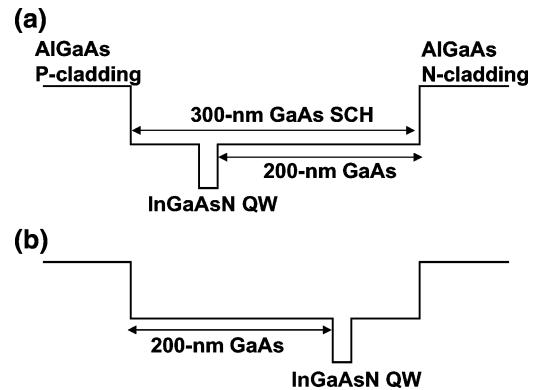 (a)
AlGaAs
P-cladding
AlGaAs
N-cladding
300-nm GaAs SCH
200-nm GaAs
InGaAsN QW
(b)
200-nm GaAs
InGaAsN QW